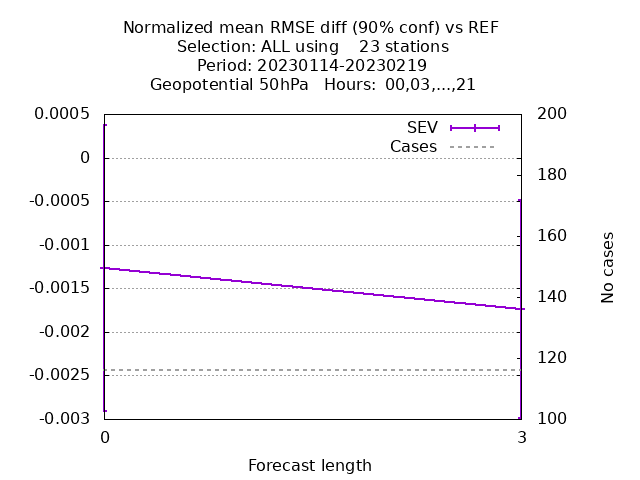 Normalized mean RMSE diff (90% conf) vs REF
Selection: ALL using    23 stations
Period: 20230114-20230219
Geopotential 50hPa   Hours:  00,03,...,21
0.0005
0
-0.0005
-0.001
-0.0015
-0.002
-0.0025
-0.003
SEV
Cases
200
180
160
140
120
100
No cases
0
3
Forecast length